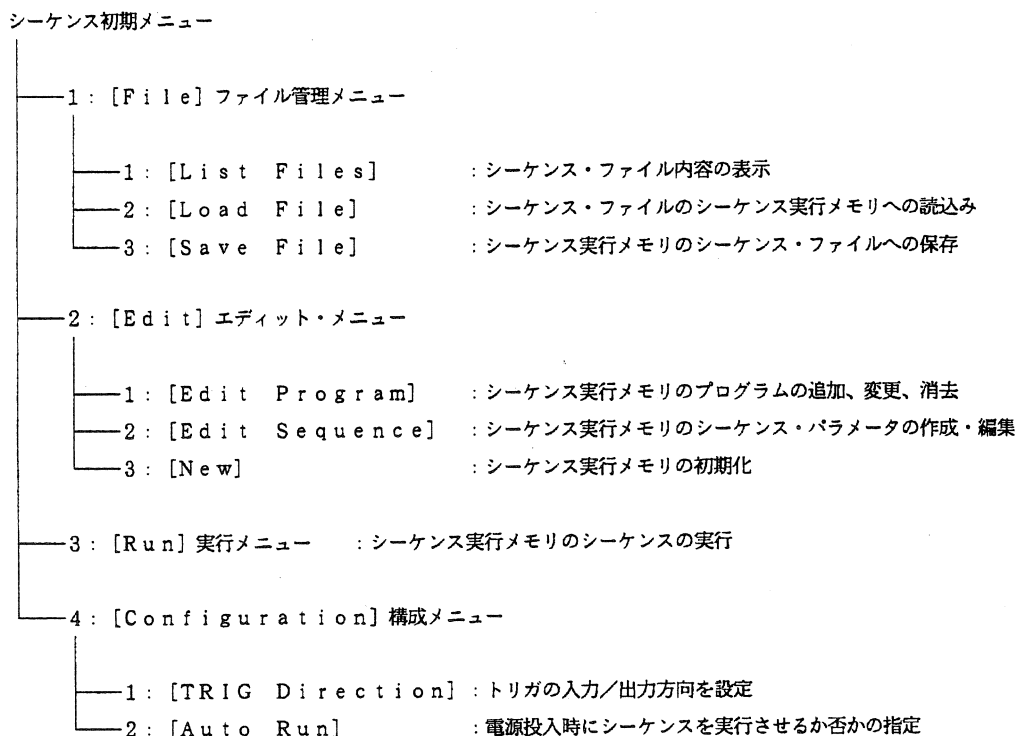 シーケンス初期メニュー
1：[File] ファイル管理メニュー
1：[List Files] ：シーケンス・ファイル内容の表示
2：[Load File] ：シーケンス・ファイルのシーケンス実行メモリへの読込み
3：[Save File] ：シーケンス実行メモリのシーケンス・ファイルへの保存
2：[Edit] エディット・メニュー
1：[Edit Program] ：シーケンス実行メモリのプログラムの追加、変更、消去
2：[Edit Sequence] ：シーケンス実行メモリのシーケンス・パラメータの作成・編集
3：[New] ：シーケンス実行メモリの初期化
3：[Run] 実行メニュー ：シーケンス実行メモリのシーケンスの実行
4：[Configuration] 構成メニュー
1：[TRIG Direction] ：トリガの入力／出力方向を設定
2：[Auto Run] ：電源投入時にシーケンスを実行させるか否かの指定